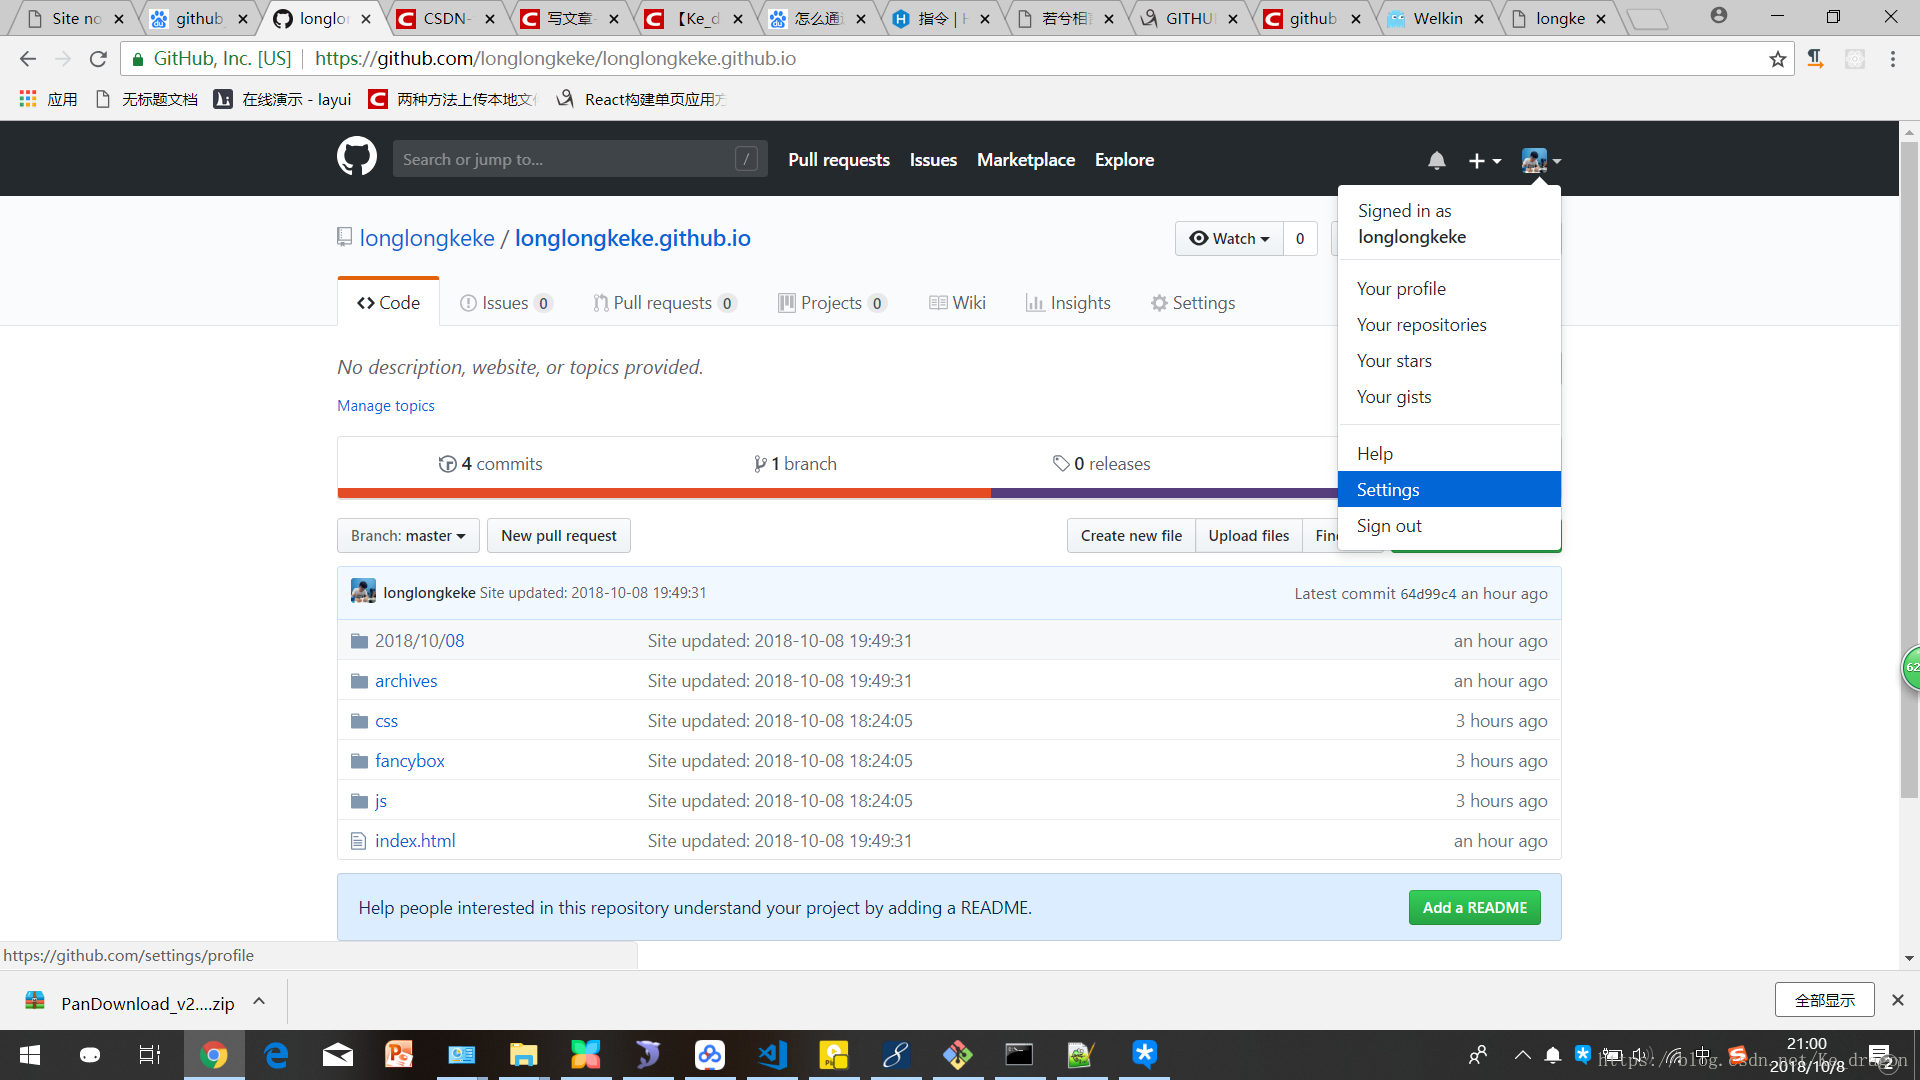 Site no
github_
longlor
CSDN-
写文章-
【Ke_d
怎么通过
指令 | H
若兮相言
GITHU
github
Welkin
longke
GitHub, Inc. [US] | https://github.com/longlongkeke/longlongkeke.github.io
应用 无标题文档 在线演示 - layui 两种方法上传本地文件 React构建单页应用方
Search or jump to... /
Pull requests Issues Marketplace Explore
Signed in as
longlongkeke
Your profile
Your repositories
Your stars
Your gists
Help
Settings
Sign out
longlongkeke / longlongkeke.github.io
Watch 0
Code Issues 0 Pull requests 0 Projects 0 Wiki Insights Settings
No description, website, or topics provided.
Manage topics
4 commits 1 branch 0 releases
Branch: master New pull request Create new file Upload files Fin
longlongkeke Site updated: 2018-10-08 19:49:31 Latest commit 64d99c4 an hour ago
2018/10/08 Site updated: 2018-10-08 19:49:31 an hour ago
archives Site updated: 2018-10-08 19:49:31 an hour ago
css Site updated: 2018-10-08 18:24:05 3 hours ago
fancybox Site updated: 2018-10-08 18:24:05 3 hours ago
js Site updated: 2018-10-08 18:24:05 3 hours ago
index.html Site updated: 2018-10-08 19:49:31 an hour ago
Help people interested in this repository understand your project by adding a README. Add a README
62
https://github.com/settings/profile
PanDownload_v2....zip 全部显示
中
21:00
2018/10/8
2
https://blog.csdn.net/Ke_dragon